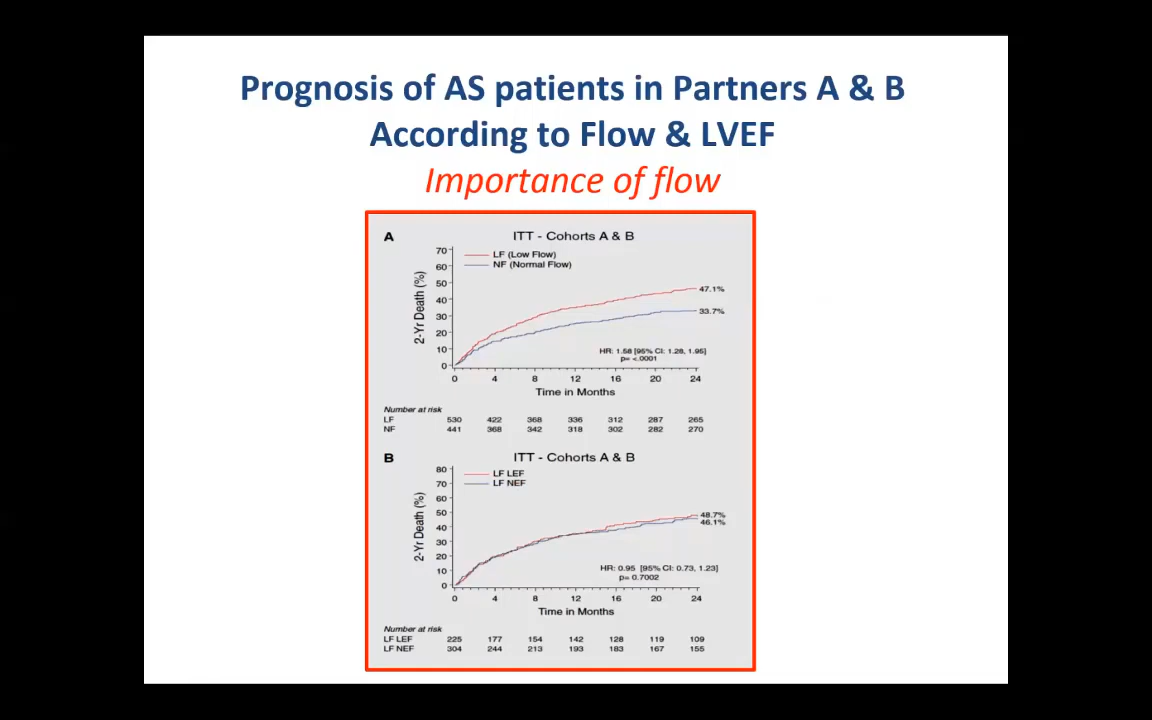 Prognosis of AS patients in Partners A & B
According to Flow & LVEF
Importance of flow
A
ITT - Cohorts A & B
LF (Low Flow)
NF (Normal Flow)
2-Yr Death (%)
70
60
50
40
30
20
10
0
47.1%
33.7%
HR: 1.58 [95% CI: 1.28, 1.95]
p= <.0001
0 4 8 12 16 20 24
Time in Months
Number at risk
LF 530 422 368 336 312 287 265
NF 441 368 342 318 302 282 270
B
ITT - Cohorts A & B
LF LEF
LF NEF
2-Yr Death (%)
80
70
60
50
40
30
20
10
0
48.7%
46.1%
HR: 0.95 [95% CI: 0.73, 1.23]
p= 0.7002
0 4 8 12 16 20 24
Time in Months
Number at risk
LF LEF 225 177 154 142 128 119 109
LF NEF 304 244 213 193 183 167 155